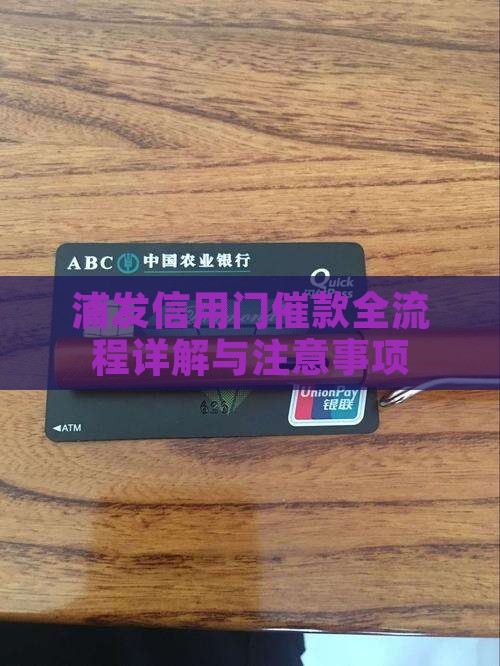 ABC 中国农业银行
Quick
浦发信用门催款全流
程详解与注意事项
UnionPay
银联
◄ATM